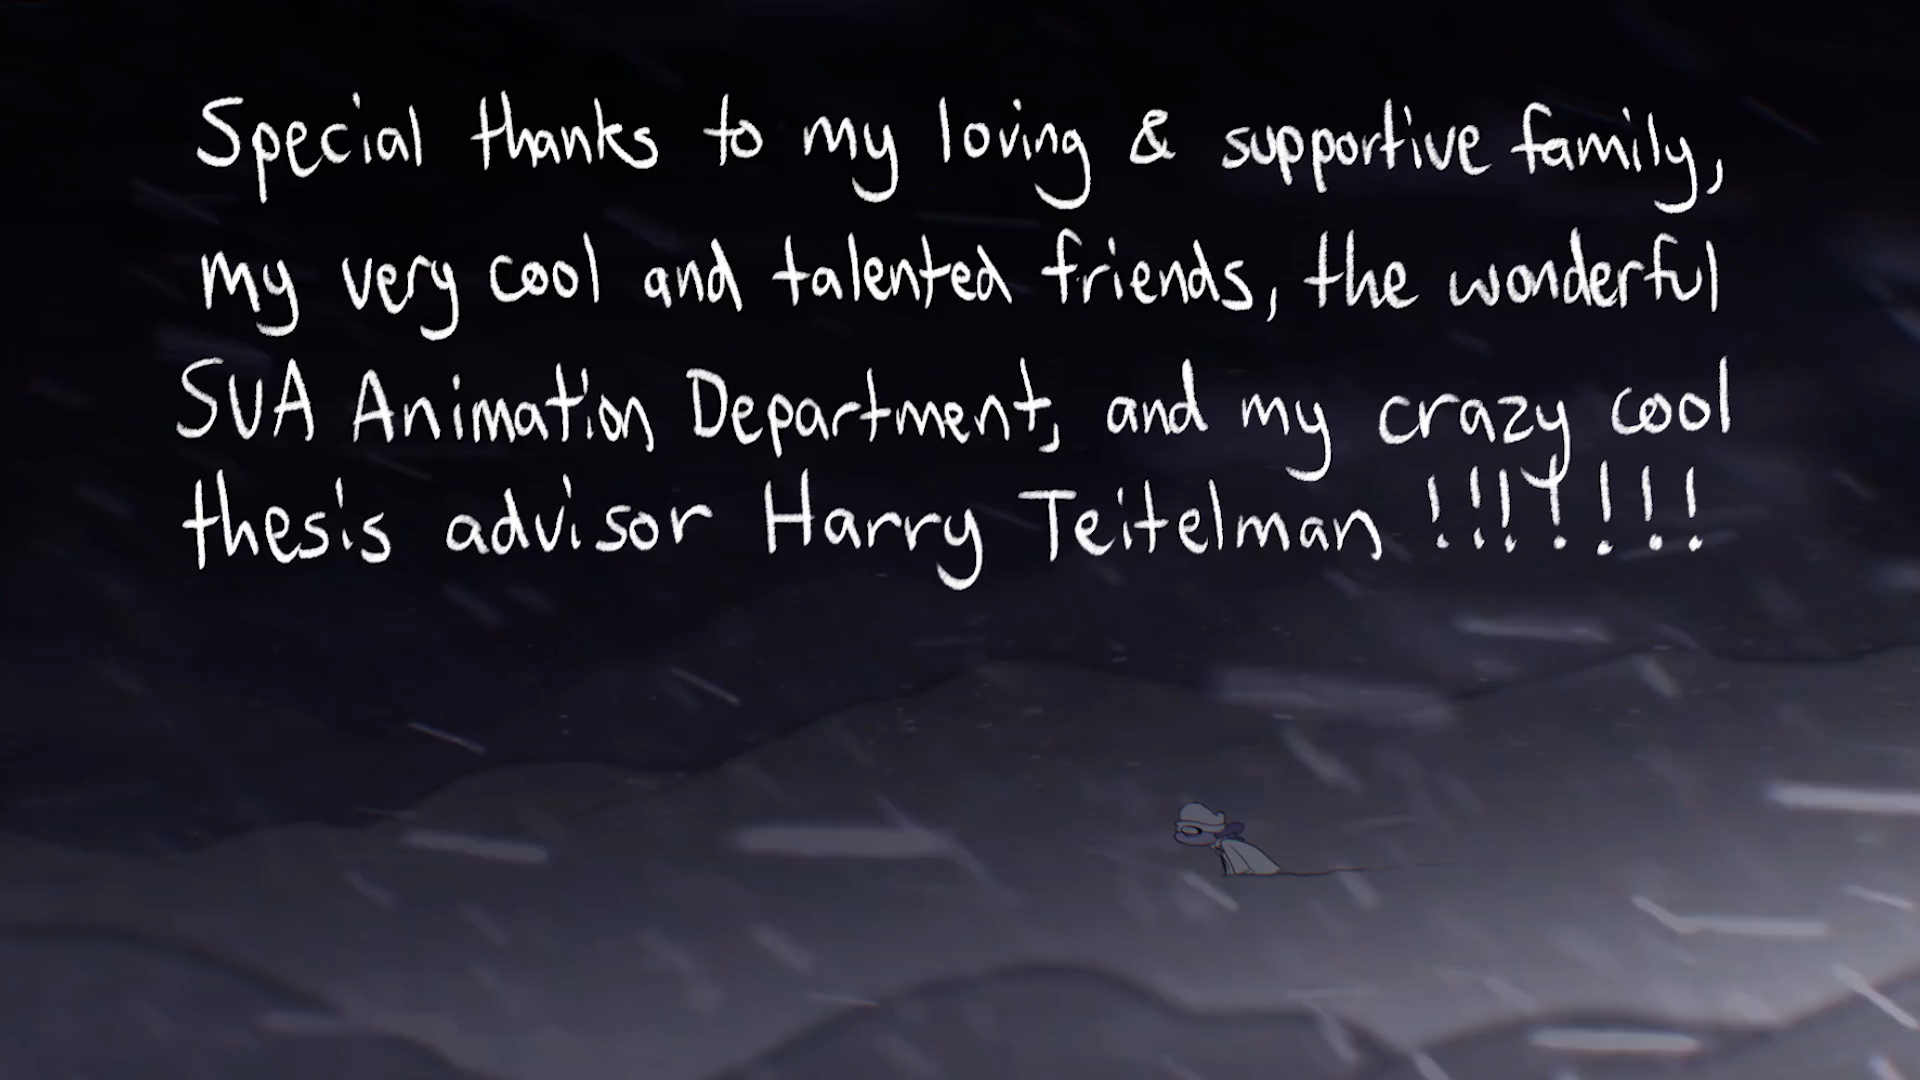 Special thanks to my loving & supportive family,
my very cool and talented friends, the wonderful
SVA Animation Department, and my crazy cool
thesis advisor Harry Teitelman !!!!!!!